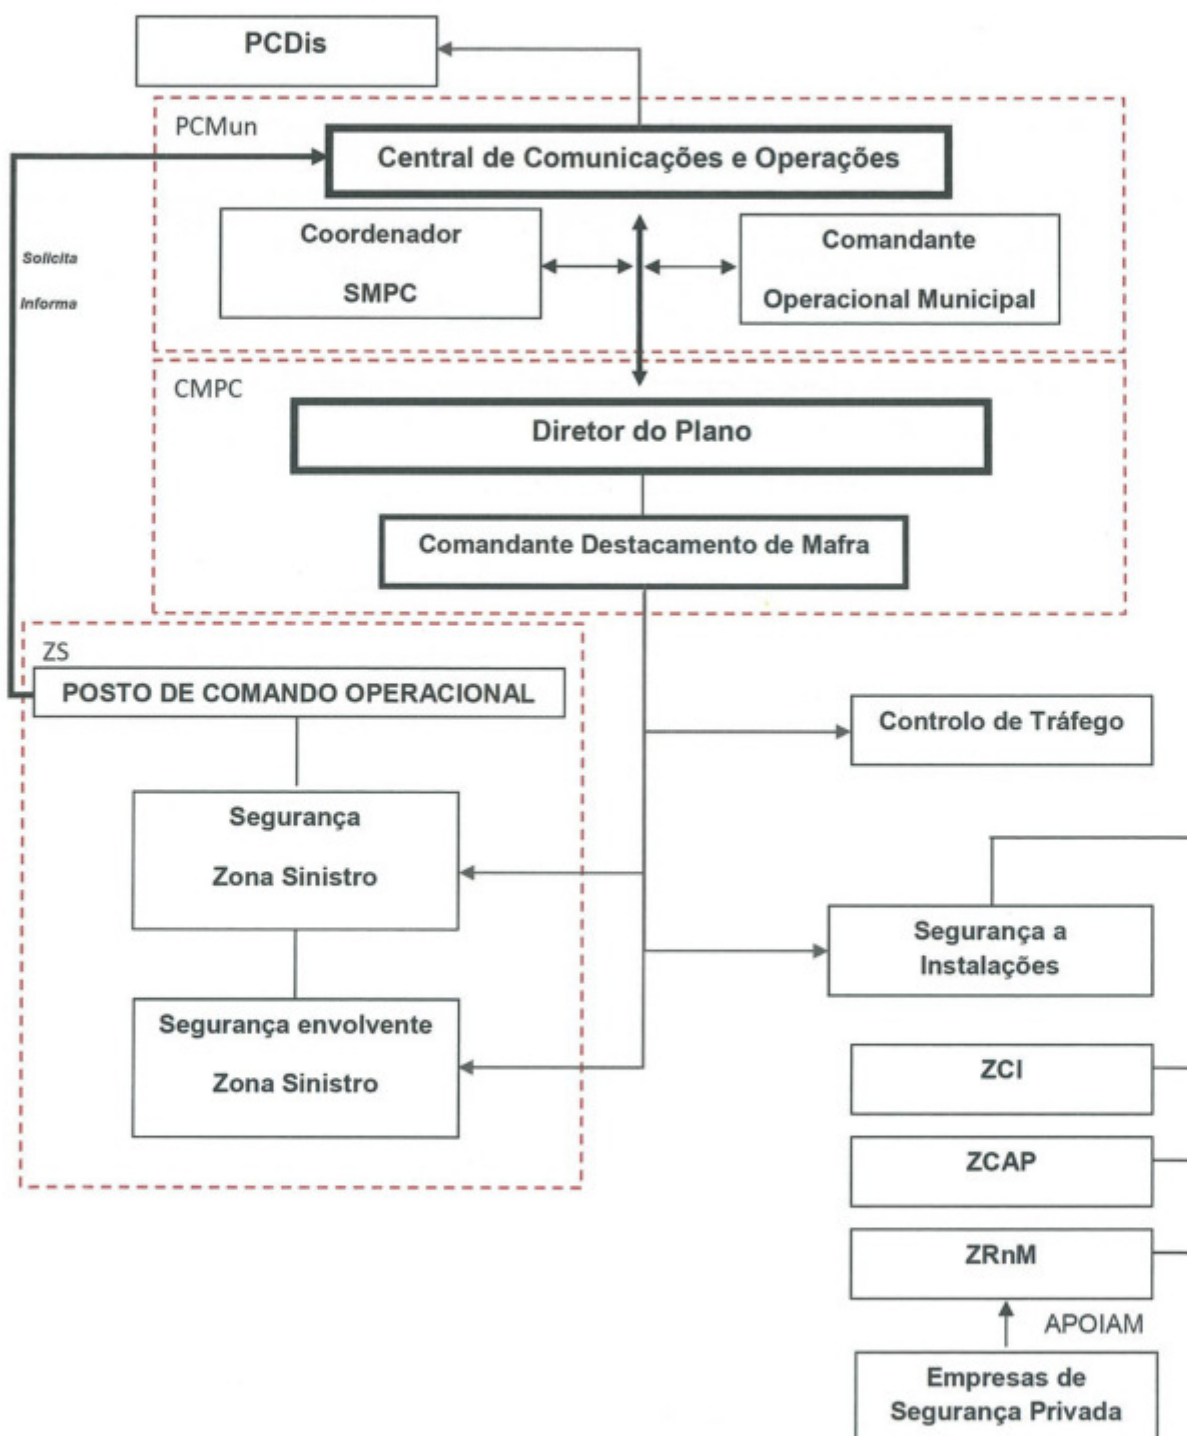 PCDis
PCMun
Central de Comunicações e Operações
Coordenador
SMPC
Comandante
Operacional Municipal
Solicita
Informa
CMPC
Diretor do Plano
Comandante Destacamento de Mafra
ZS
POSTO DE COMANDO OPERACIONAL
Segurança
Zona Sinistro
Segurança envolvente
Zona Sinistro
Controlo de Tráfego
Segurança a
Instalações
ZCI
ZCAP
ZRnM
APOIAM
Empresas de
Segurança Privada